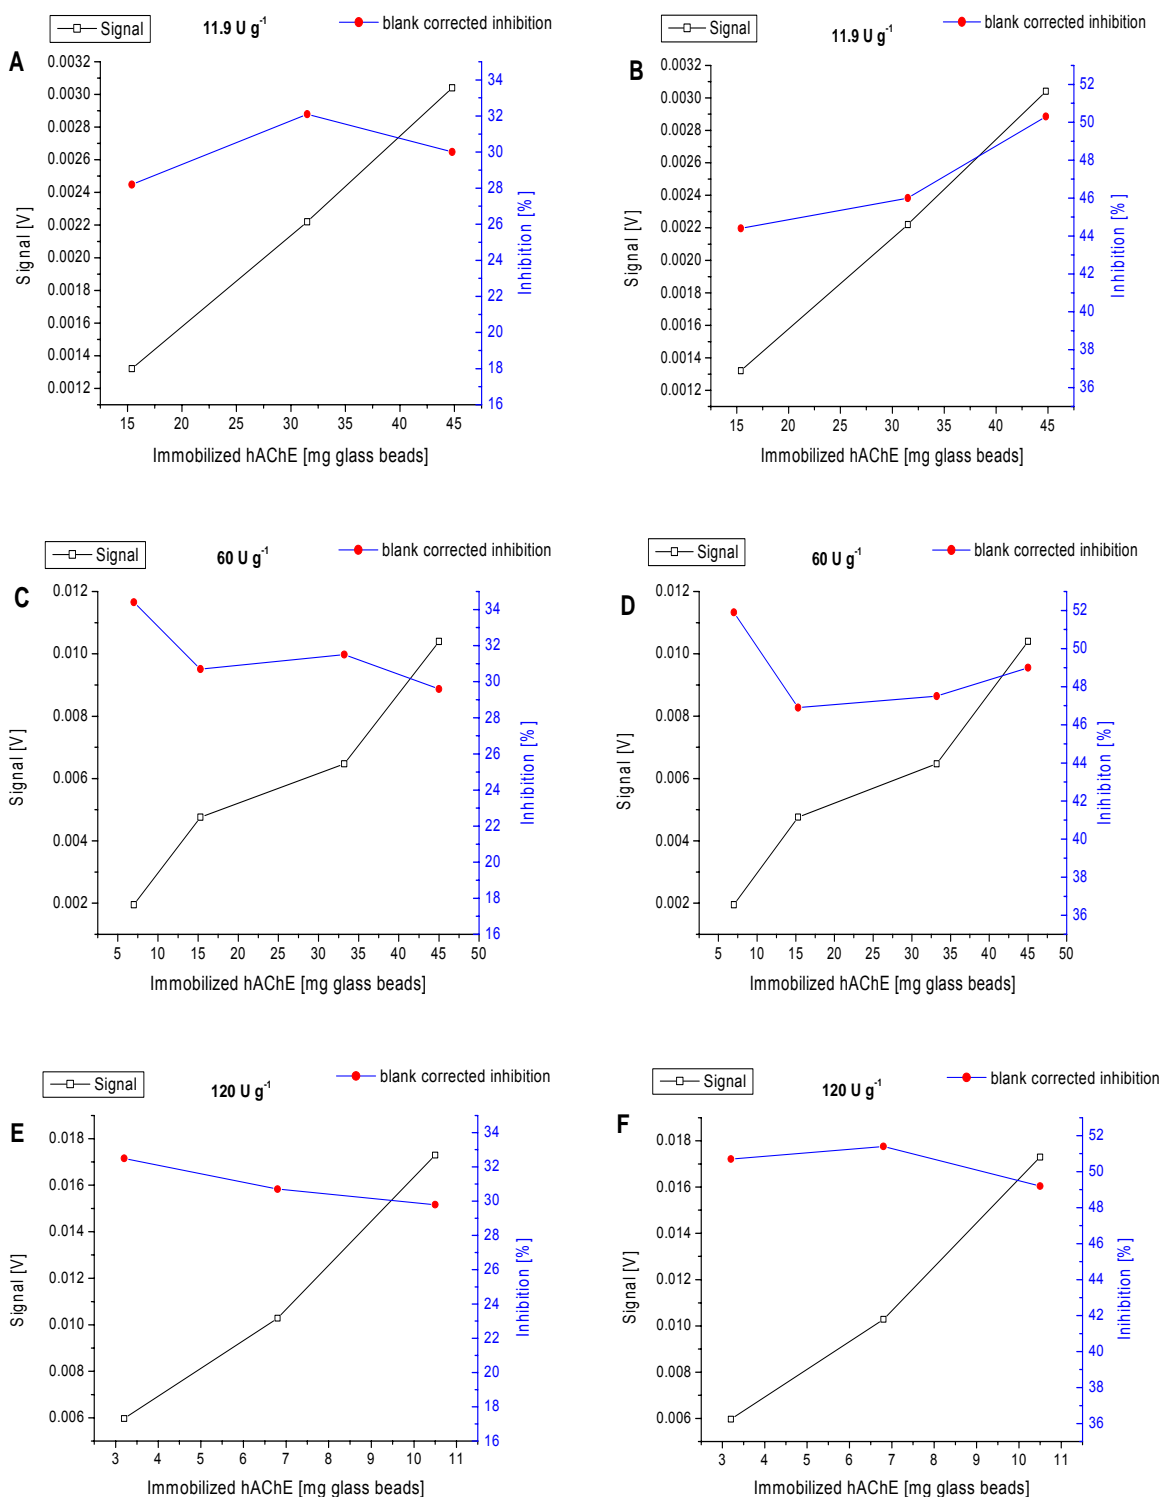 Signal
11.9 U g-1
blank corrected inhibition
A
0.0032
0.0030
0.0028
0.0026
0.0024
0.0022
0.0020
0.0018
0.0016
0.0014
0.0012
Signal [V]
34
32
30
28
26
24
22
20
18
16
Inhibition [%]
15 20 25 30 35 40 45
Immobilized hAChE [mg glass beads]
Signal
11.9 U g-1
blank corrected inhibition
B
0.0032
0.0030
0.0028
0.0026
0.0024
0.0022
0.0020
0.0018
0.0016
0.0014
0.0012
Signal [V]
52
50
48
46
44
42
40
38
36
Inhibition [%]
15 20 25 30 35 40 45
Immobilized hAChE [mg glass beads]
Signal
60 U g-1
blank corrected inhibition
C
0.012
0.010
0.008
0.006
0.004
0.002
Signal [V]
34
32
30
28
26
24
22
20
18
16
Inhibition [%]
5 10 15 20 25 30 35 40 45 50
Immobilized hAChE [mg glass beads]
Signal
60 U g-1
blank corrected inhibition
D
0.012
0.010
0.008
0.006
0.004
0.002
Signal [V]
52
50
48
46
44
42
40
38
36
Inihibiton [%]
5 10 15 20 25 30 35 40 45 50
Immobilized hAChE [mg glass beads]
Signal
120 U g-1
blank corrected inhibition
E
0.018
0.016
0.014
0.012
0.010
0.008
0.006
Signal [V]
34
32
30
28
26
24
22
20
18
16
Inhibition [%]
3 4 5 6 7 8 9 10 11
Immobilized hAChE [mg glass beads]
Signal
120 U g-1
blank corrected inhibition
F
0.018
0.016
0.014
0.012
0.010
0.008
0.006
Signal [V]
52
50
48
46
44
42
40
38
36
Inihibition [%]
3 4 5 6 7 8 9 10 11
Immobilized hAChE [mg glass beads]